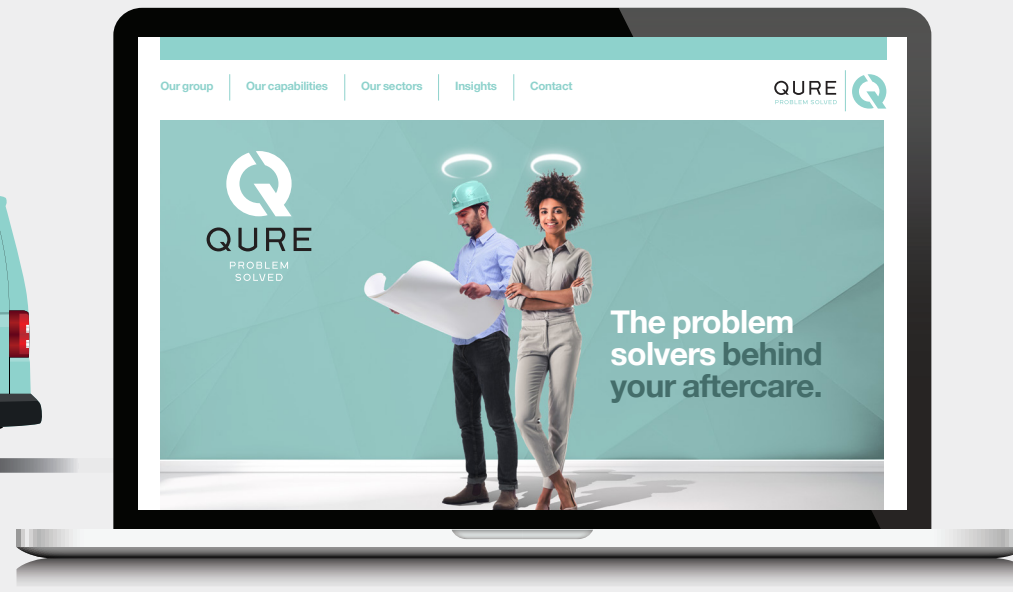 Our group
Our capabilities
Our sectors
Insights
Contact
QURE
PROBLEM SOLVED
QURE
PROBLEM
SOLVED
The problem
solvers behind
your aftercare.